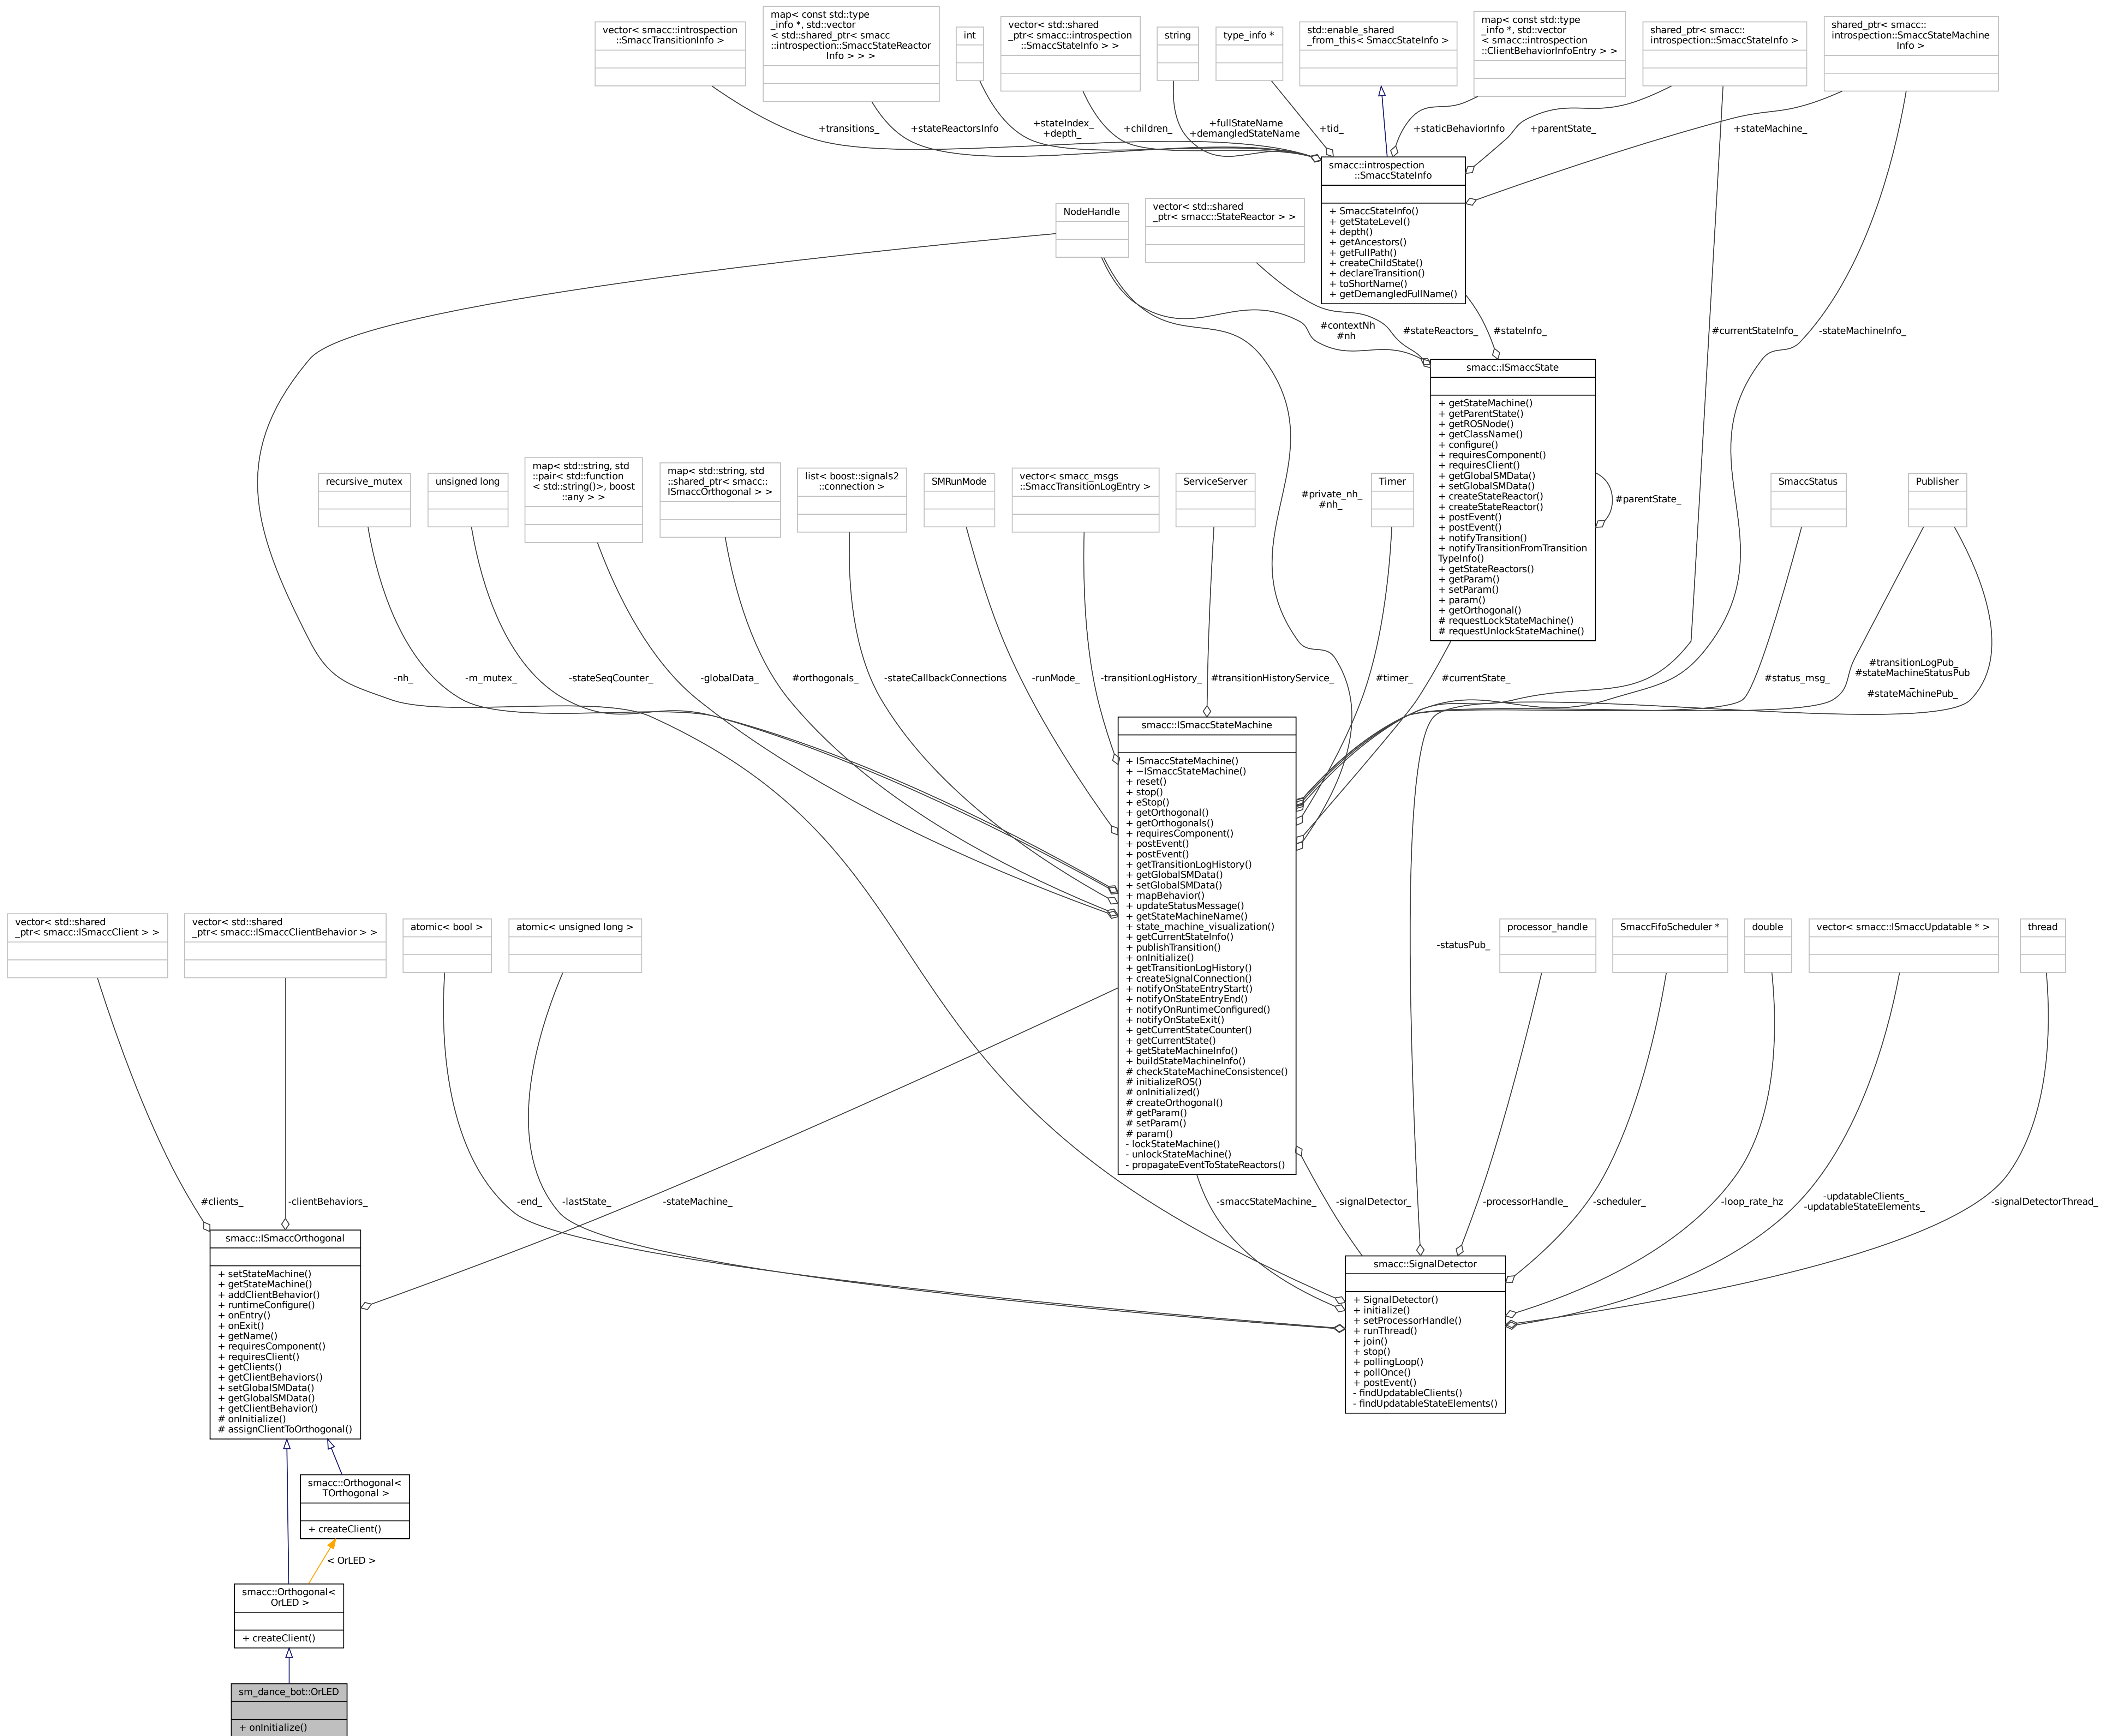 vector< smacc::introspection
::SmaccTransitionInfo >
map< const std::type
_info *, std::vector
< std::shared_ptr< smacc
::introspection::SmaccStateReactor
Info > > >
int
vector< std::shared
_ptr< smacc::introspection
::SmaccStateInfo > >
string
type_info *
std::enable_shared
_from_this< SmaccStateInfo >
map< const std::type
_info *, std::vector
< smacc::introspection
::ClientBehaviorInfoEntry > >
shared_ptr< smacc::
introspection::SmaccStateInfo >
shared_ptr< smacc::
introspection::SmaccStateMachine
Info >
+transitions_
+stateReactorsInfo
+stateIndex_
+depth_
+children_
+fullStateName
+demangledStateName
+tid_
+staticBehaviorInfo
+parentState_
+stateMachine_
smacc::introspection
::SmaccStateInfo
+ SmaccStateInfo()
+ getStateLevel()
+ depth()
+ getAncestors()
+ getFullPath()
+ createChildState()
+ declareTransition()
+ toShortName()
+ getDemangledFullName()
NodeHandle
vector< std::shared
_ptr< smacc::StateReactor > >
#contextNh
#nh
#stateReactors_
#stateInfo_
#currentStateInfo_
-stateMachineInfo_
smacc::ISmaccState
+ getStateMachine()
+ getParentState()
+ getROSNode()
+ getClassName()
+ configure()
+ requiresComponent()
+ requiresClient()
+ getGlobalSMData()
+ setGlobalSMData()
+ createStateReactor()
+ createStateReactor()
+ postEvent()
+ postEvent()
+ notifyTransition()
+ notifyTransitionFromTransition
TypeInfo()
+ getStateReactors()
+ getParam()
+ setParam()
+ param()
+ getOrthogonal()
# requestLockStateMachine()
# requestUnlockStateMachine()
#parentState_
recursive_mutex
unsigned long
map< std::string, std
::pair< std::function
< std::string()>, boost
::any > >
map< std::string, std
::shared_ptr< smacc::
ISmaccOrthogonal > >
list< boost::signals2
::connection >
SMRunMode
vector< smacc_msgs
::SmaccTransitionLogEntry >
ServiceServer
#private_nh_
#nh_
Timer
SmaccStatus
Publisher
-nh_
-m_mutex_
-stateSeqCounter_
-globalData_
#orthogonals_
-stateCallbackConnections
-runMode_
-transitionLogHistory_
#transitionHistoryService_
#timer_
#currentState_
#status_msg_
#transitionLogPub_
#stateMachineStatusPub
_
#stateMachinePub_
smacc::ISmaccStateMachine
+ ISmaccStateMachine()
+ ~ISmaccStateMachine()
+ reset()
+ stop()
+ eStop()
+ getOrthogonal()
+ getOrthogonals()
+ requiresComponent()
+ postEvent()
+ postEvent()
+ getTransitionLogHistory()
+ getGlobalSMData()
+ setGlobalSMData()
+ mapBehavior()
+ updateStatusMessage()
+ getStateMachineName()
+ state_machine_visualization()
+ getCurrentStateInfo()
+ publishTransition()
+ onInitialize()
+ getTransitionLogHistory()
+ createSignalConnection()
+ notifyOnStateEntryStart()
+ notifyOnStateEntryEnd()
+ notifyOnRuntimeConfigured()
+ notifyOnStateExit()
+ getCurrentStateCounter()
+ getCurrentState()
+ getStateMachineInfo()
+ buildStateMachineInfo()
# checkStateMachineConsistence()
# initializeROS()
# onInitialized()
# createOrthogonal()
# getParam()
# setParam()
# param()
- lockStateMachine()
- unlockStateMachine()
- propagateEventToStateReactors()
vector< std::shared
_ptr< smacc::ISmaccClient > >
vector< std::shared
_ptr< smacc::ISmaccClientBehavior > >
atomic< bool >
atomic< unsigned long >
-statusPub_
processor_handle
SmaccFifoScheduler *
double
vector< smacc::ISmaccUpdatable * >
thread
#clients_
-clientBehaviors_
-stateMachine_
-end_
-lastState_
-smaccStateMachine_
-signalDetector_
-processorHandle_
-scheduler_
-loop_rate_hz
-updatableClients_
-updatableStateElements_
-signalDetectorThread_
smacc::ISmaccOrthogonal
+ setStateMachine()
+ getStateMachine()
+ addClientBehavior()
+ runtimeConfigure()
+ onEntry()
+ onExit()
+ getName()
+ requiresComponent()
+ requiresClient()
+ getClients()
+ getClientBehaviors()
+ setGlobalSMData()
+ getGlobalSMData()
+ getClientBehavior()
# onInitialize()
# assignClientToOrthogonal()
smacc::SignalDetector
+ SignalDetector()
+ initialize()
+ setProcessorHandle()
+ runThread()
+ join()
+ stop()
+ pollingLoop()
+ pollOnce()
+ postEvent()
- findUpdatableClients()
- findUpdatableStateElements()
smacc::Orthogonal<
TOrthogonal >
+ createClient()
< OrLED >
smacc::Orthogonal<
OrLED >
+ createClient()
sm_dance_bot::OrLED
+ onInitialize()